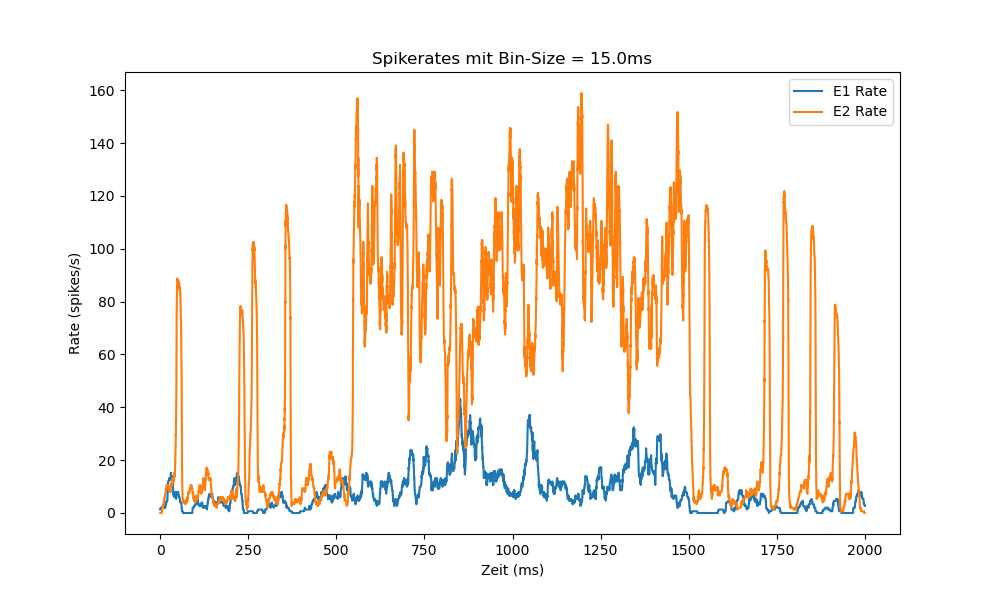 Spikerates mit Bin-Size = 15.0ms
E1 Rate
E2 Rate
Rate (spikes/s)
160
140
120
100
80
60
40
20
0
0 250 500 750 1000 1250 1500 1750 2000
Zeit (ms)